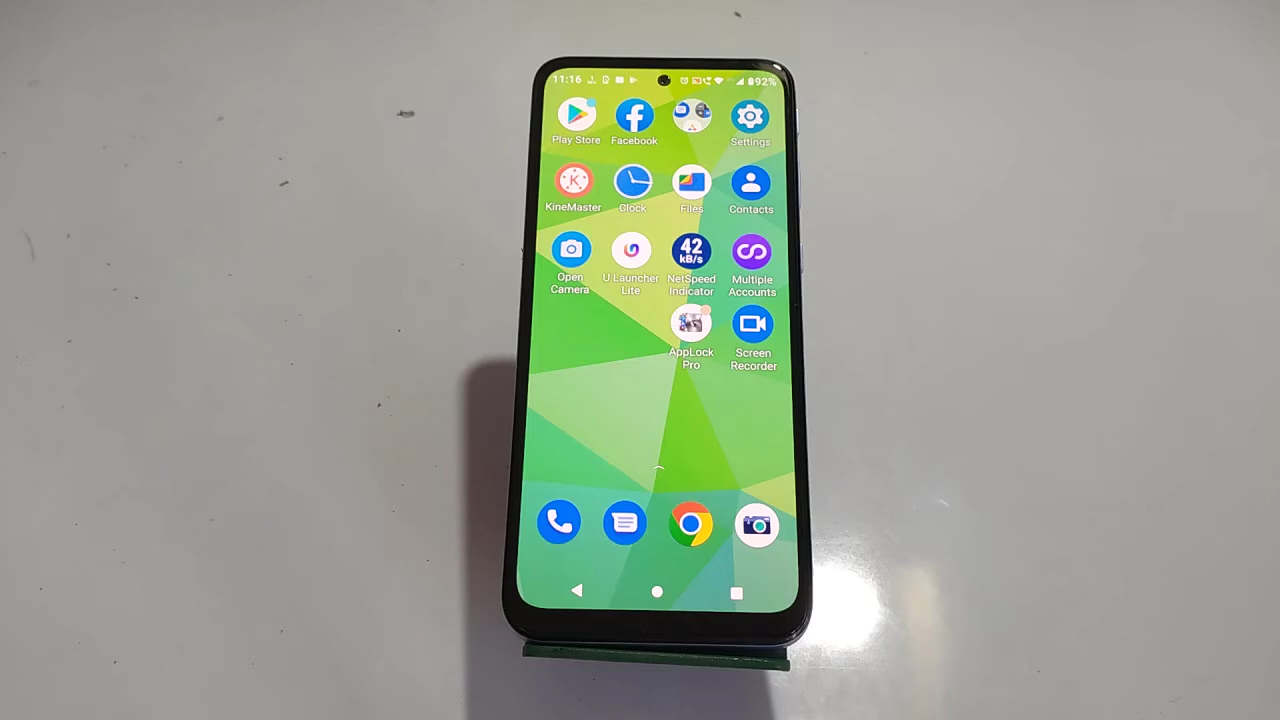 11:16
92%
Play Store
Facebook
Settings
K
KineMaster
Clock
Files
Contacts
42
kB/s
Open
Camera
U Launcher
Lite
NetSpeed
Indicator
Multiple
Accounts
AppLock
Pro
Screen
Recorder